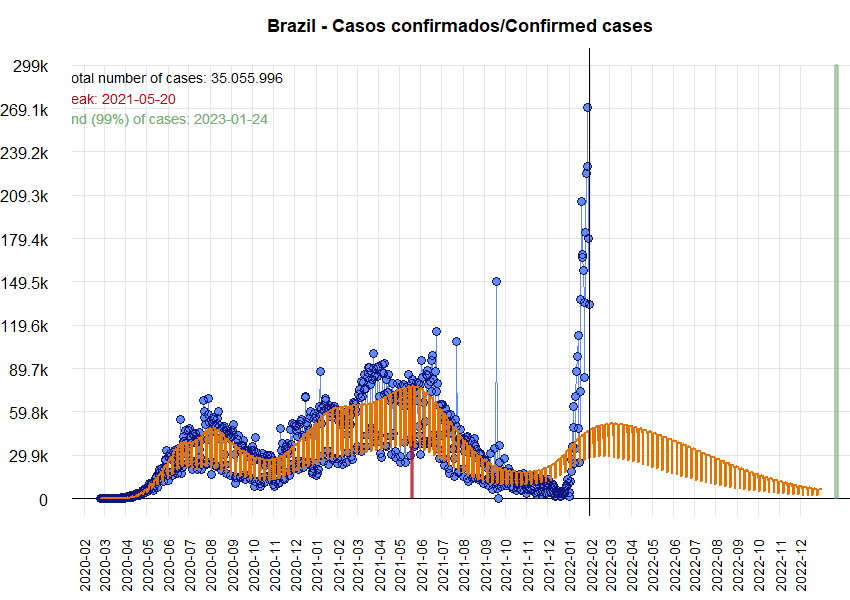 Brazil - Casos confirmados/Confirmed cases
otal number of cases: 35.055.996
eak: 2021-05-20
nd (99%) of cases: 2023-01-24
299k
269.1k
239.2k
209.3k
179.4k
149.5k
119.6k
89.7k
59.8k
29.9k
0
2020-02
2020-03
2020-04
2020-05
2020-06
2020-07
2020-08
2020-09
2020-10
2020-11
2020-12
2021-01
2021-02
2021-03
2021-04
2021-05
2021-06
2021-07
2021-08
2021-09
2021-10
2021-11
2021-12
2022-01
2022-02
2022-03
2022-04
2022-05
2022-06
2022-07
2022-08
2022-09
2022-10
2022-11
2022-12